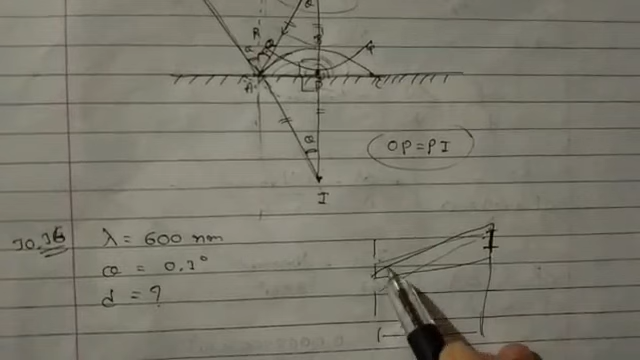 OP = PI
I
10.16
λ = 600 nm
θ = 0.1°
d = ?